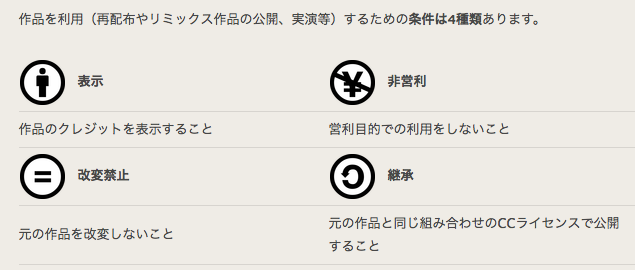 作品を利用（再配布やリミックス作品の公開、実演等）するための条件は4種類あります。
表示
非営利
作品のクレジットを表示すること
営利目的での利用をしないこと
改変禁止
継承
元の作品を改変しないこと
元の作品と同じ組み合わせのCCライセンスで公開
すること